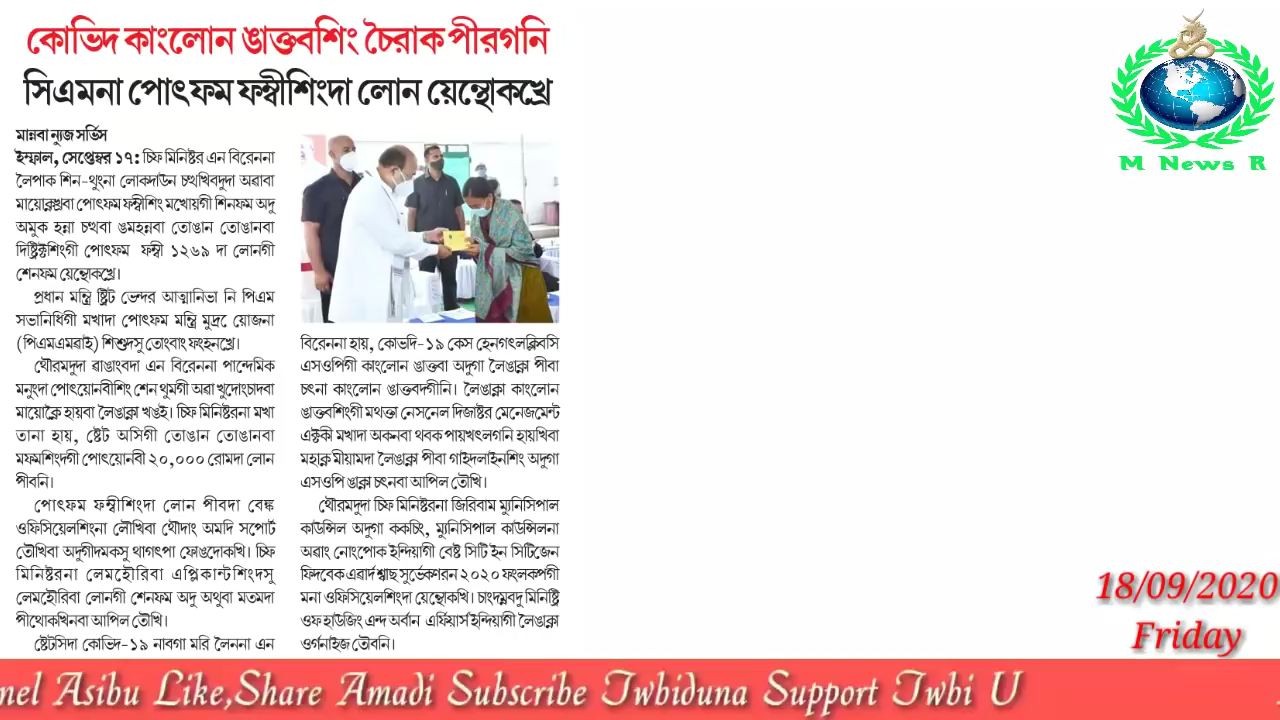 কোভিদ কাংলোন ঙাক্তবশিং চৈরাক পীরগনি
সিএমনা পোৎফম ফম্বীশিংদা লোন য়েন্থোকখ্রে
মান্নবা ন্যুজ সর্ভিস
ইম্ফাল, সেপ্তেম্বর ১৭: চিফ মিনিষ্টর এন বিরেননা
লৈপাক শিন-থুংনা লোকদাউন চত্থখিবদুদা অৱাবা
মায়োক্নখ্রবা পোৎফম ফম্বীশিং মখোয়গী শিনফম অদু
অমুক হন্না চত্থবা ঙমহন্নবা তোঙান তোঙানবা
দিষ্ট্রিক্টশিংগী পোৎফম ফম্বী ১২৬৯ দা লোনগী
শেনফম য়েন্থোকখ্রে।
প্রধান মন্ত্রি ষ্ট্রিট ভেন্দর আত্মানিভা নি পিএম
সভানিধিগী মখাদা পোৎফম মন্ত্রি মুদ্রা য়োজনা
(পিএমএমৱাই) শিশুদসু তোংবাং ফংহনখ্রে।
থৌরমদুদা ৱাঙাংবদা এন বিরেননা পান্দেমিক
মনুংদা পোৎয়োনবীশিং শেন থুমগী অৱা খুদোংচাদবা
মায়োক্নৈ হায়বা লৈঙাক্না খঙই। চিফ মিনিষ্টরনা মখা
তানা হায়, ষ্টেট অসিগী তোঙান তোঙানবা
মফমশিংদগী পোৎয়োনবী ২০,০০০ রোমদা লোন
পীবনি।
পোৎফম ফম্বীশিংদা লোন পীবদা বেঙ্ক
ওফিসিয়েলশিংনা লৌখিবা থৌদাং অমদি সপোর্ট
তৌখিবা অদুগীদমকসু থাগৎপা ফোঙদোকখি। চিফ
মিনিষ্টরনা লেমহৌরিবা এপ্লিকান্টশিংদসু
লেমহৌরিবা লোনগী শেনফম অদু অথুবা মতমদা
পীথোকখিনবা আপিল তৌখি।
ষ্টেটসিদা কোভিদ-১৯ নাবগা মরি লৈননা এন
বিরেননা হায়, কোভদি-১৯ কেস হেনগৎলক্লিবসি
এসওপিগী কাংলোন ঙাক্তবা অদুগা লৈঙাক্না পীবা
চৎনা কাংলোন ঙাক্তবদগীনি। লৈঙাক্না কাংলোন
ঙাক্তবশিংগী মথক্তা নেসনেল দিজাষ্টর মেনেজমেন্ট
এক্টকী মখাদা অকনবা থবক পায়খৎলগনি হায়খিবা
মহাক্ন মীয়ামদা লৈঙাক্না পীবা গাইদলাইনশিং অদুগা
এসওপি ঙাক্না চৎনবা আপিল তৌখি।
থৌরমদুদা চিফ মিনিষ্টরনা জিরিবাম ম্যুনিসিপাল
কাউন্সিল অদুগা ককচিং, ম্যুনিসিপাল কাউন্সিলনা
অৱাং নোংপোক ইন্দিয়াগী বেষ্ট সিটি ইন সিটিজেন
ফিদবেক এৱার্দ শ্বাছ সুর্ভেক্ষণরন ২০২০ ফংলকপগী
মনা ওফিসিয়েলশিংদা য়েন্থোকখি। চাংদম্নবদু মিনিষ্ট্রি
ওফ হাউজিং এন্দ অর্বান এর্ফিয়ার্স ইন্দিয়াগী লৈঙাক্না
ওর্গনাইজ তৌবনি।
M News R
18/09/2020
Friday
nel Asibu Like,Share Amadi Subscribe Twbiduna Support Twbi U